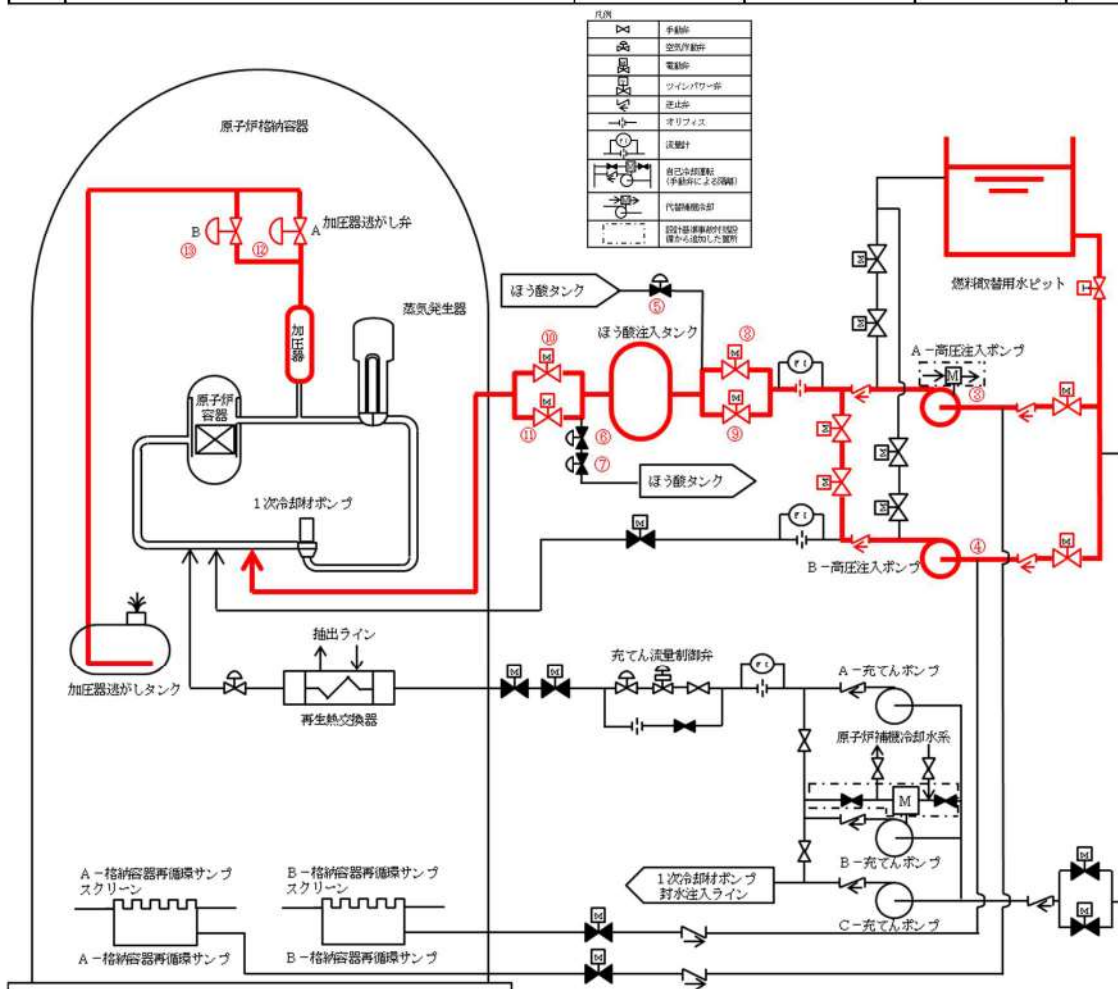 凡例
手動弁
空気作動弁
電動弁
ツインパワー弁
逆止弁
オリフィス
流量計
自己冷却運転
(手動弁による隔離)
代替補機冷却
設計基準事故対処設
備から追加した箇所
原子炉格納容器
加圧器逃がし弁
B
A
⑬
⑫
ほう酸タンク
⑤
燃料取替用水ピット
蒸気発生器
ほう酸注入タンク
加圧器
⑩
⑧
A-高圧注入ポンプ
M
③
原子炉
容器
⑪
⑨
⑥
⑦
ほう酸タンク
1次冷却材ポンプ
④
B-高圧注入ポンプ
抽出ライン
充てん流量制御弁
A-充てんポンプ
加圧器逃がしタンク
再生熱交換器
原子炉補機冷却水系
M
B-充てんポンプ
1次冷却材ポンプ
封水注入ライン
C-充てんポンプ
A-格納容器再循環サンプ
スクリーン
B-格納容器再循環サンプ
スクリーン
A-格納容器再循環サンプ
B-格納容器再循環サンプ